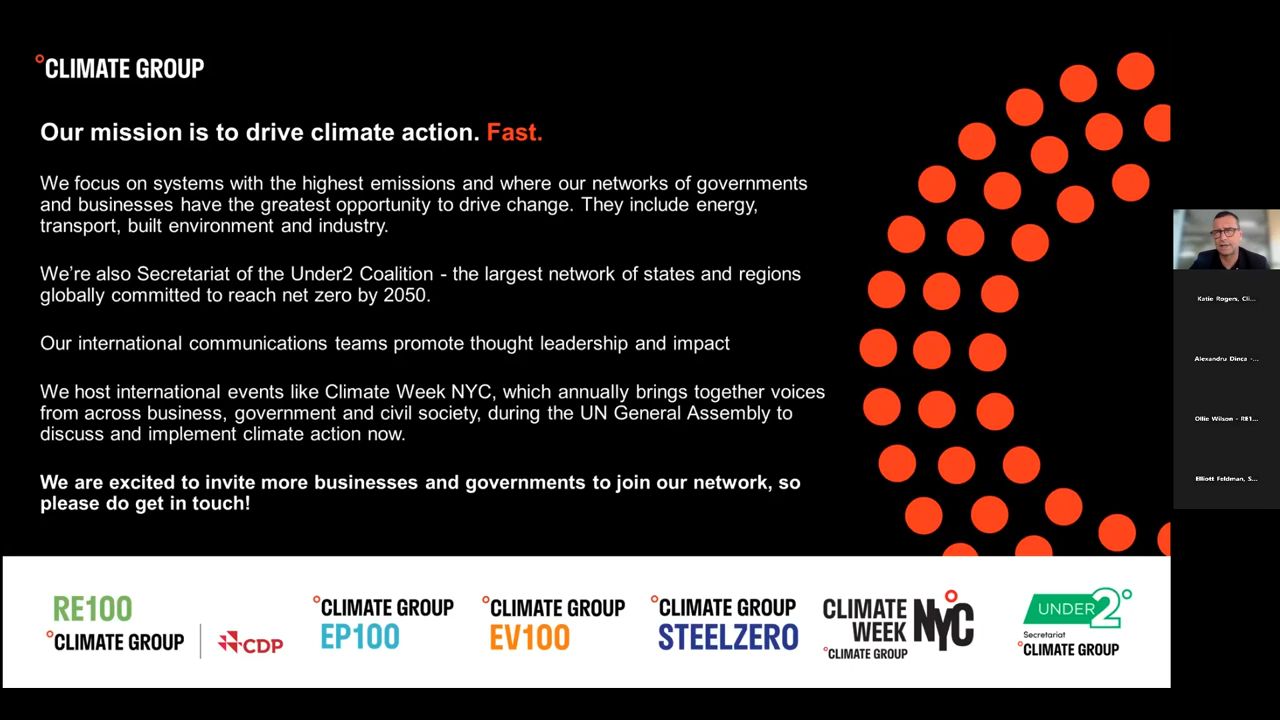 °CLIMATE GROUP
Our mission is to drive climate action. Fast.
We focus on systems with the highest emissions and where our networks of governments
and businesses have the greatest opportunity to drive change. They include energy,
transport, built environment and industry.
We’re also Secretariat of the Under2 Coalition - the largest network of states and regions
globally committed to reach net zero by 2050.
Our international communications teams promote thought leadership and impact
We host international events like Climate Week NYC, which annually brings together voices
from across business, government and civil society, during the UN General Assembly to
discuss and implement climate action now.
We are excited to invite more businesses and governments to join our network, so
please do get in touch!
RE100
°CLIMATE GROUP
CDP
°CLIMATE GROUP
EP100
°CLIMATE GROUP
EV100
°CLIMATE GROUP
STEELZERO
CLIMATE
WEEK
NYC
°CLIMATE GROUP
UNDER2°
Secretariat
°CLIMATE GROUP
Katie Rogers, Cli...
Alexandru Dinca -...
Ollie Wilson - RE1...
Elliott Feldman, S...